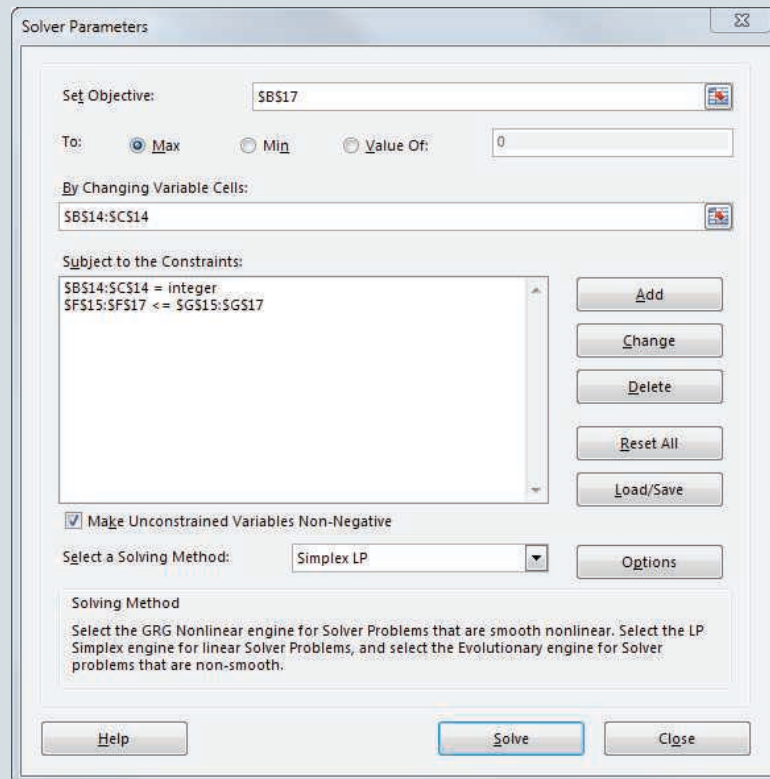 Solver Parameters
Set Objective:
$B$17
To:
Max
Min
Value Of:
0
By Changing Variable Cells:
$B$14:$C$14
Subject to the Constraints:
$B$14:$C$14 = integer
$F$15:$F$17 <= $G$15:$G$17
Add
Change
Delete
Reset All
Load/Save
Make Unconstrained Variables Non-Negative
Select a Solving Method:
Simplex LP
Options
Solving Method
Select the GRG Nonlinear engine for Solver Problems that are smooth nonlinear. Select the LP
Simplex engine for linear Solver Problems, and select the Evolutionary engine for Solver
problems that are non-smooth.
Help
Solve
Close